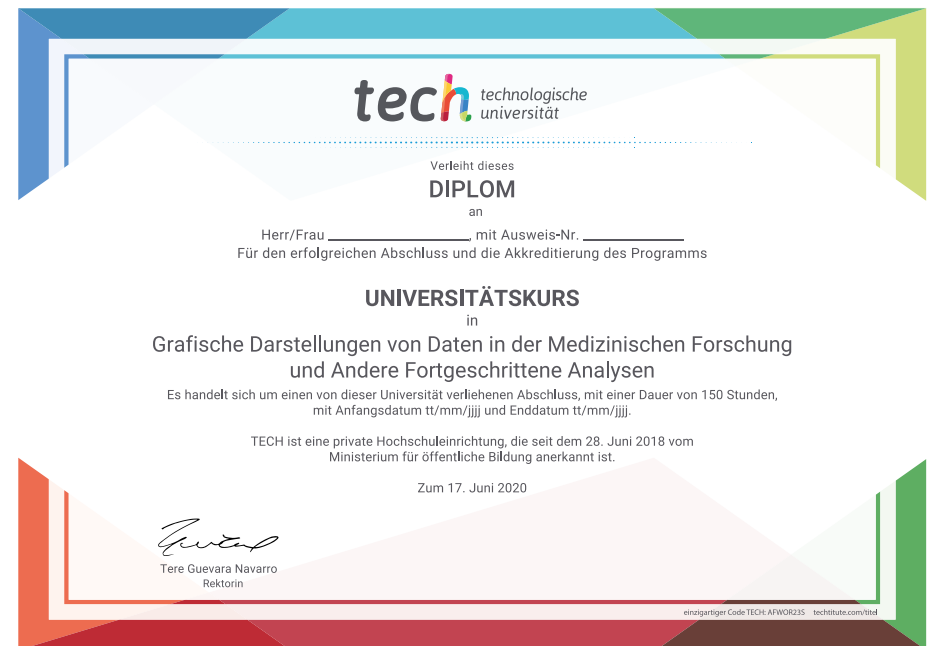 tech technologische
universität
Verleiht dieses
DIPLOM
an
Herr/Frau ____________________, mit Ausweis-Nr. ______________
Für den erfolgreichen Abschluss und die Akkreditierung des Programms
UNIVERSITÄTSKURS
in
Grafische Darstellungen von Daten in der Medizinischen Forschung
und Andere Fortgeschrittene Analysen
Es handelt sich um einen von dieser Universität verliehenen Abschluss, mit einer Dauer von 150 Stunden,
mit Anfangsdatum tt/mm/jjjj und Enddatum tt/mm/jjjj.
TECH ist eine private Hochschuleinrichtung, die seit dem 28. Juni 2018 vom
Ministerium für öffentliche Bildung anerkannt ist.
Zum 17. Juni 2020
Tere Guevara Navarro
Rektorin
einzigartiger Code TECH: AFWOR23S techtitute.com/titel